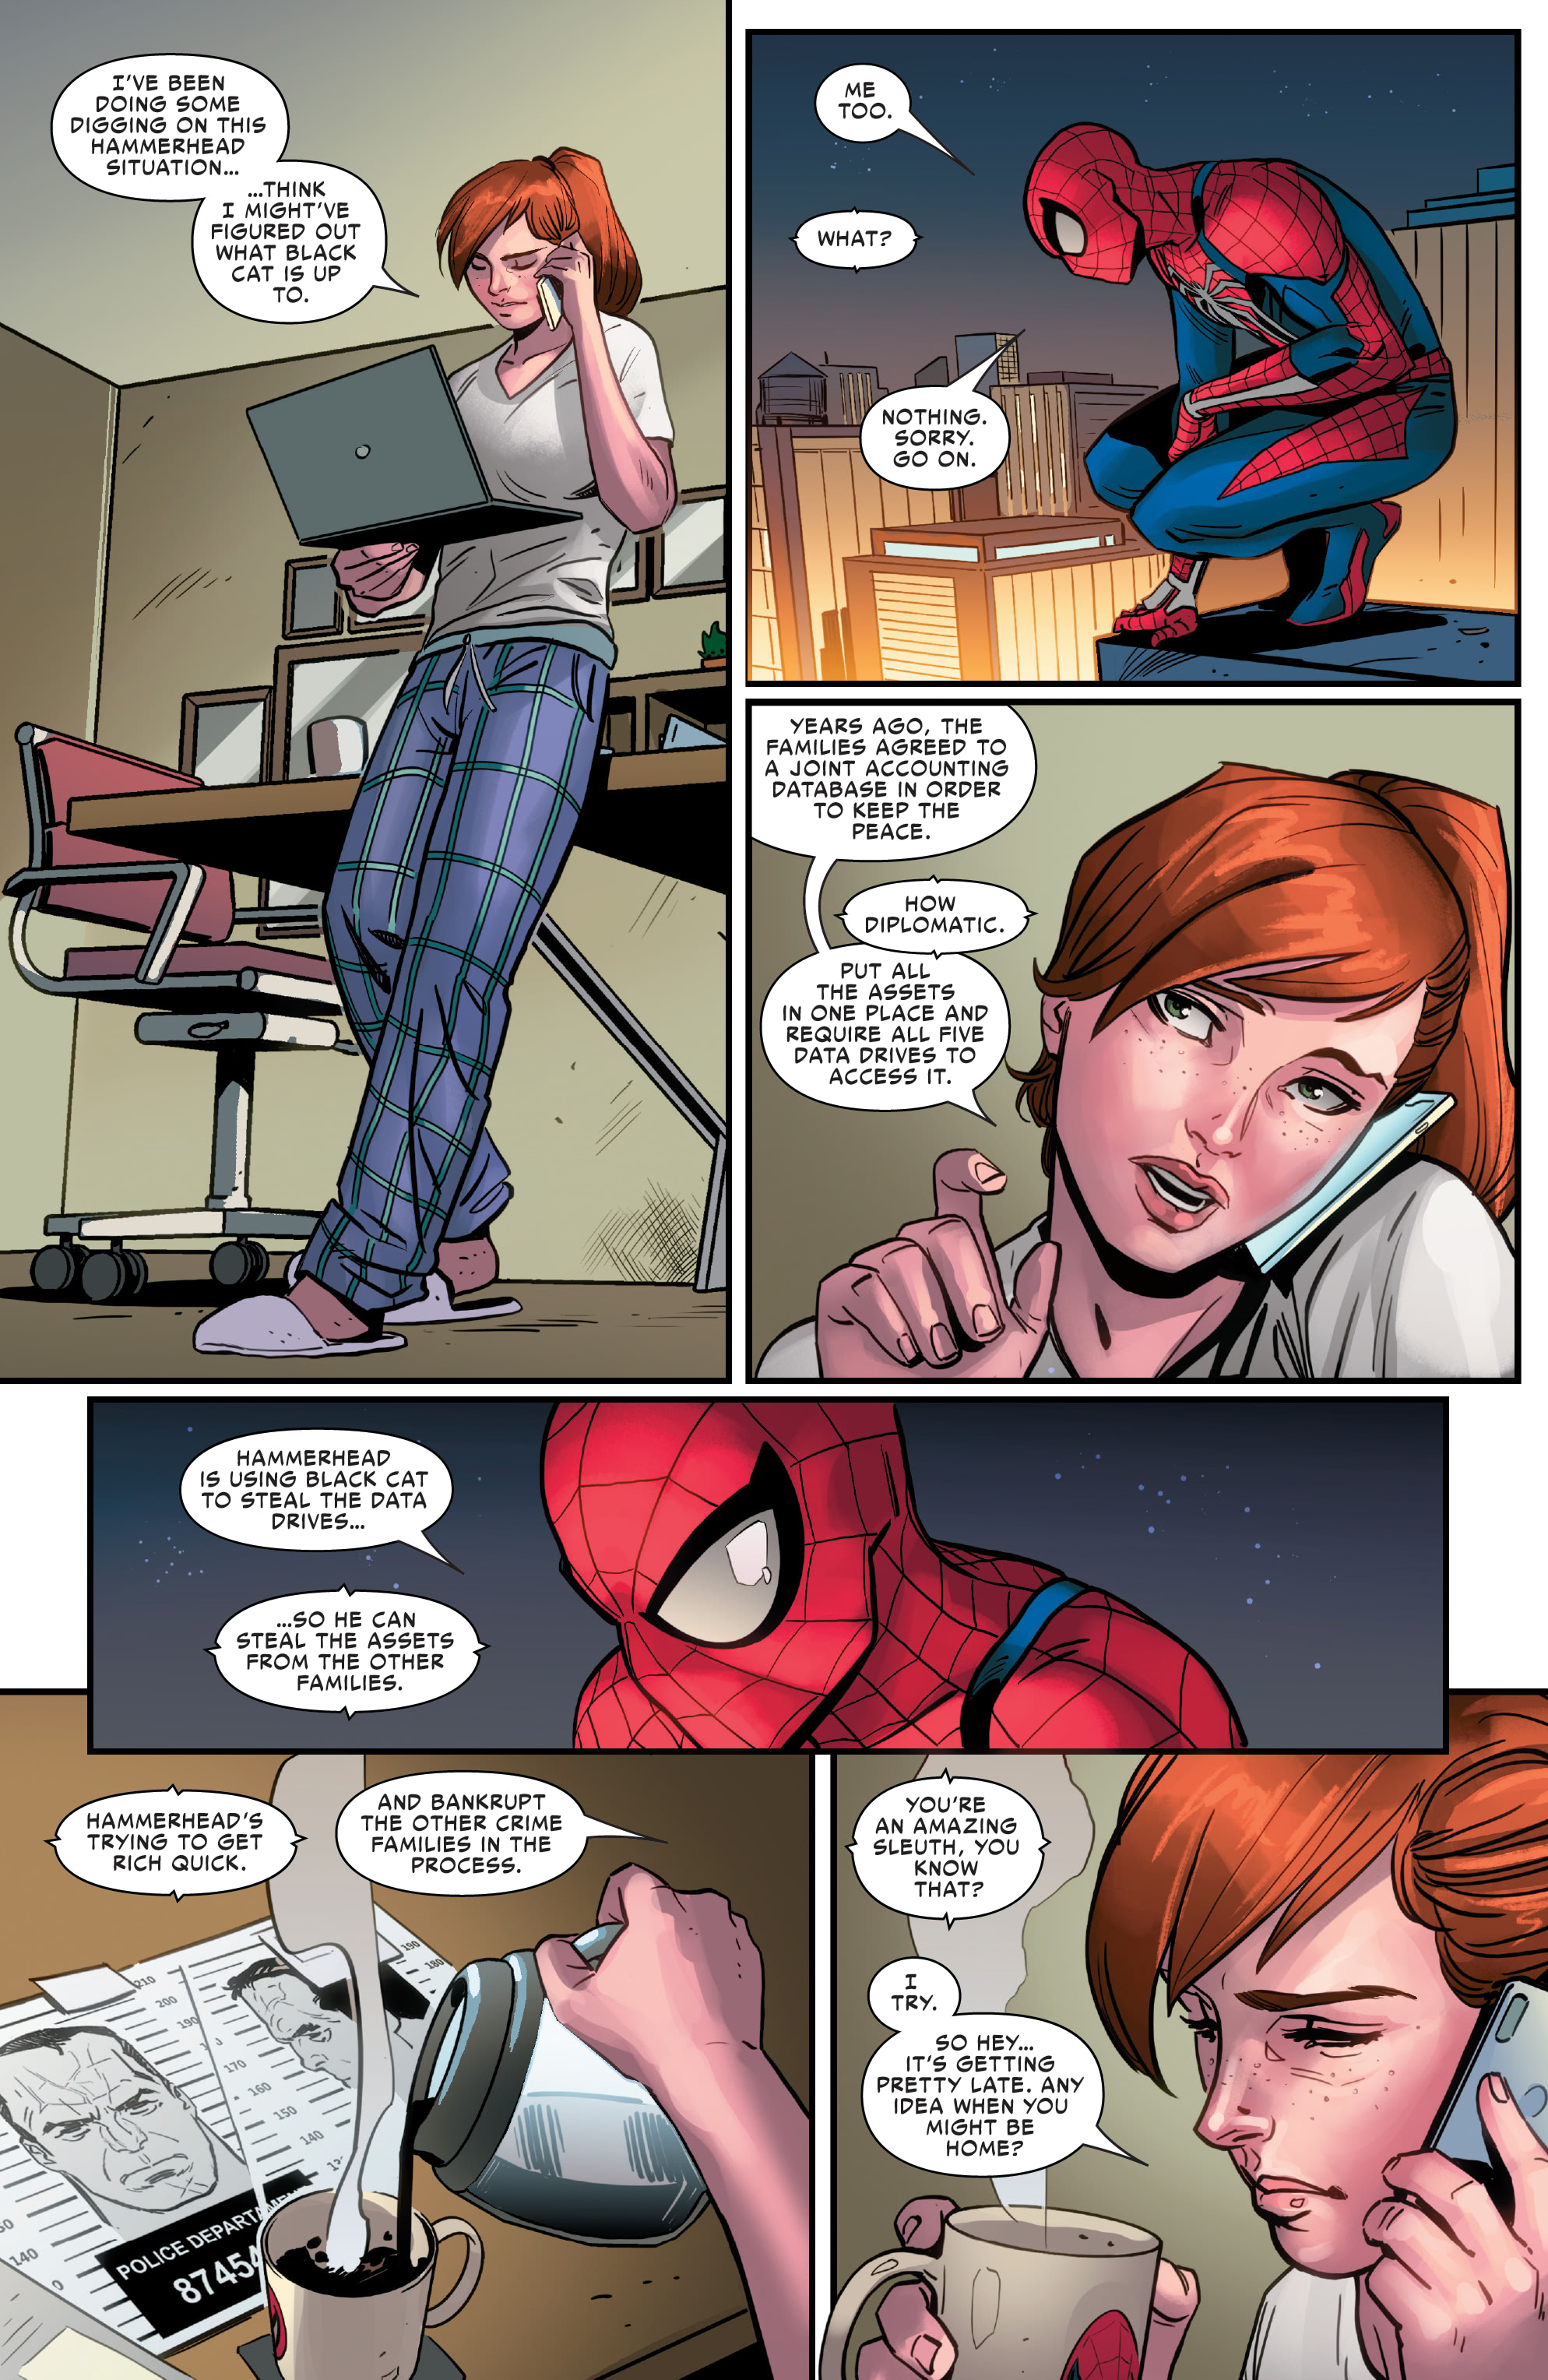 I'VE BEEN
DOING SOME
DIGGING ON THIS
HAMMERHEAD
SITUATION...
...THINK
I MIGHT'VE
FIGURED OUT
WHAT BLACK
CAT IS UP
TO.
ME
TOO.
WHAT?
NOTHING.
SORRY.
GO ON.
YEARS AGO, THE
FAMILIES AGREED TO
A JOINT ACCOUNTING
DATABASE IN ORDER
TO KEEP THE
PEACE.
HOW
DIPLOMATIC.
PUT ALL
THE ASSETS
IN ONE PLACE AND
REQUIRE ALL FIVE
DATA DRIVES TO
ACCESS IT.
HAMMERHEAD
IS USING BLACK CAT
TO STEAL THE DATA
DRIVES...
...SO HE CAN
STEAL THE ASSETS
FROM THE OTHER
FAMILIES.
HAMMERHEAD'S
TRYING TO GET
RICH QUICK.
AND BANKRUPT
THE OTHER CRIME
FAMILIES IN THE
PROCESS.
210
200
190
170
160
150
140
190
180
140
POLICE DEPARTMEN
8745
YOU'RE
AN AMAZING
SLEUTH, YOU
KNOW
THAT?
I
TRY.
SO HEY...
IT'S GETTING
PRETTY LATE. ANY
IDEA WHEN YOU
MIGHT BE
HOME?